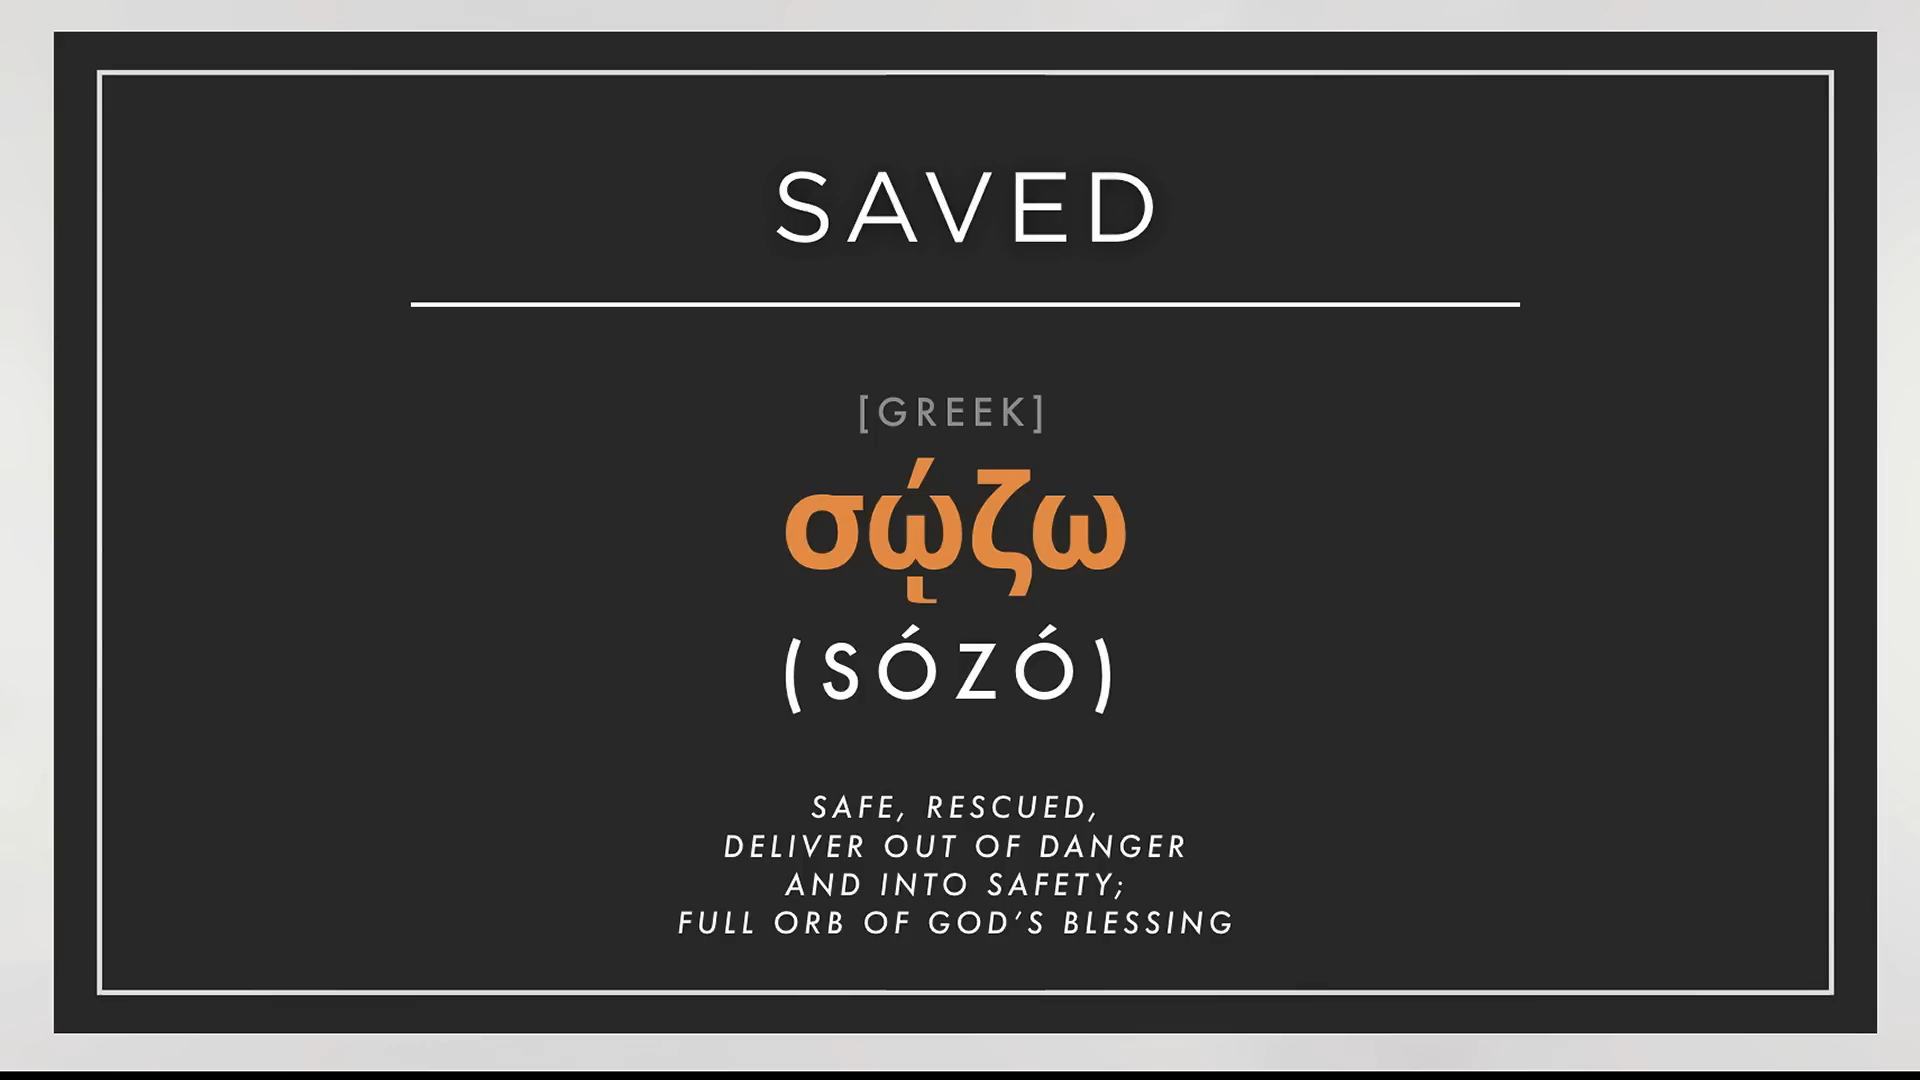 SAVED
[GREEK]
σῴζω
(SÓZÓ)
SAFE, RESCUED,
DELIVER OUT OF DANGER
AND INTO SAFETY;
FULL ORB OF GOD’S BLESSING